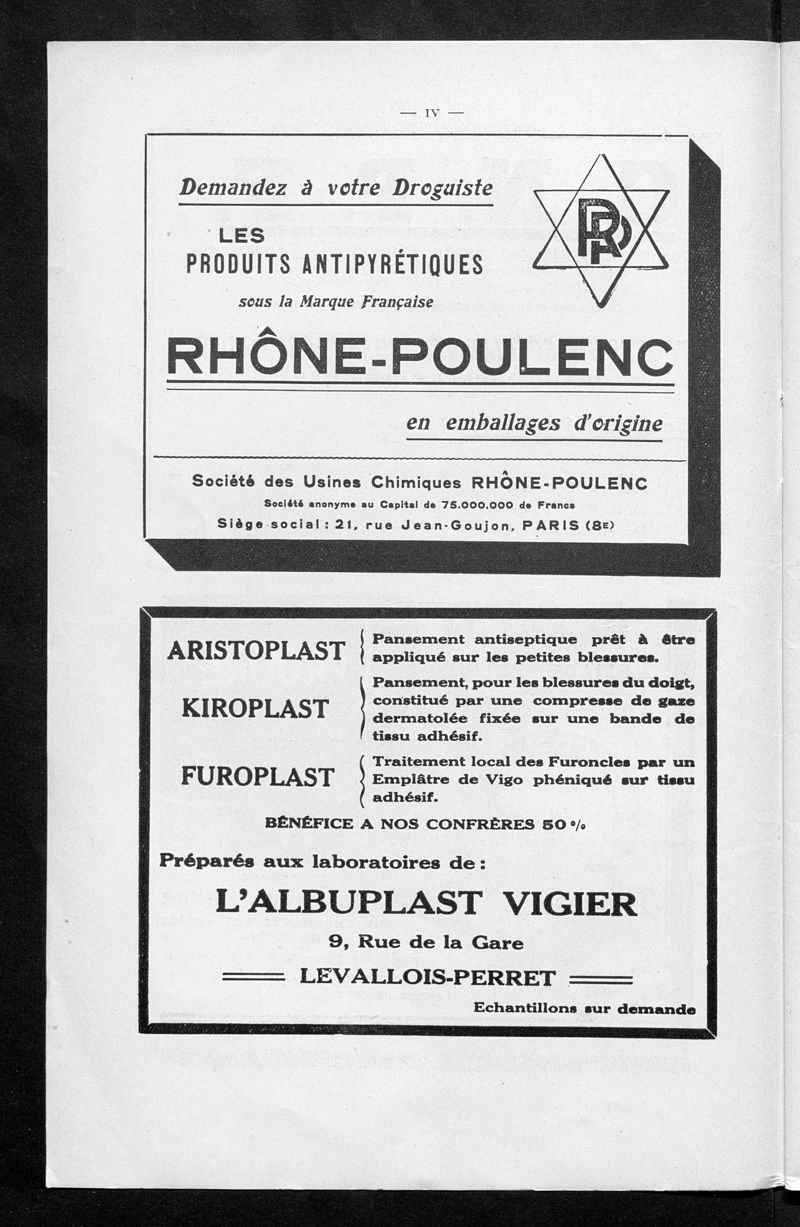 — IV —
Demandez à votre Droguiste
LES
PRODUITS ANTIPYRÉTIQUES
sous la Marque Française
RHÔNE-POULENC
en emballages d'origine
Société des Usines Chimiques RHÔNE-POULENC
Société anonyme au Capital de 75.000.000 de Francs
Siège social : 21, rue Jean-Goujon, PARIS (8E)
ARISTOPLAST
Pansement antiseptique prêt à être
appliqué sur les petites blessures.
KIROPLAST
Pansement, pour les blessures du doigt,
constitué par une compresse de gaze
dermatolée fixée sur une bande de
tissu adhésif.
FUROPLAST
Traitement local des Furoncles par un
Emplâtre de Vigo phéniqué sur tissu
adhésif.
BÉNÉFICE A NOS CONFRÈRES 50 %
Préparés aux laboratoires de :
L'ALBUPLAST VIGIER
9, Rue de la Gare
LEVALLOIS-PERRET
Echantillons sur demande